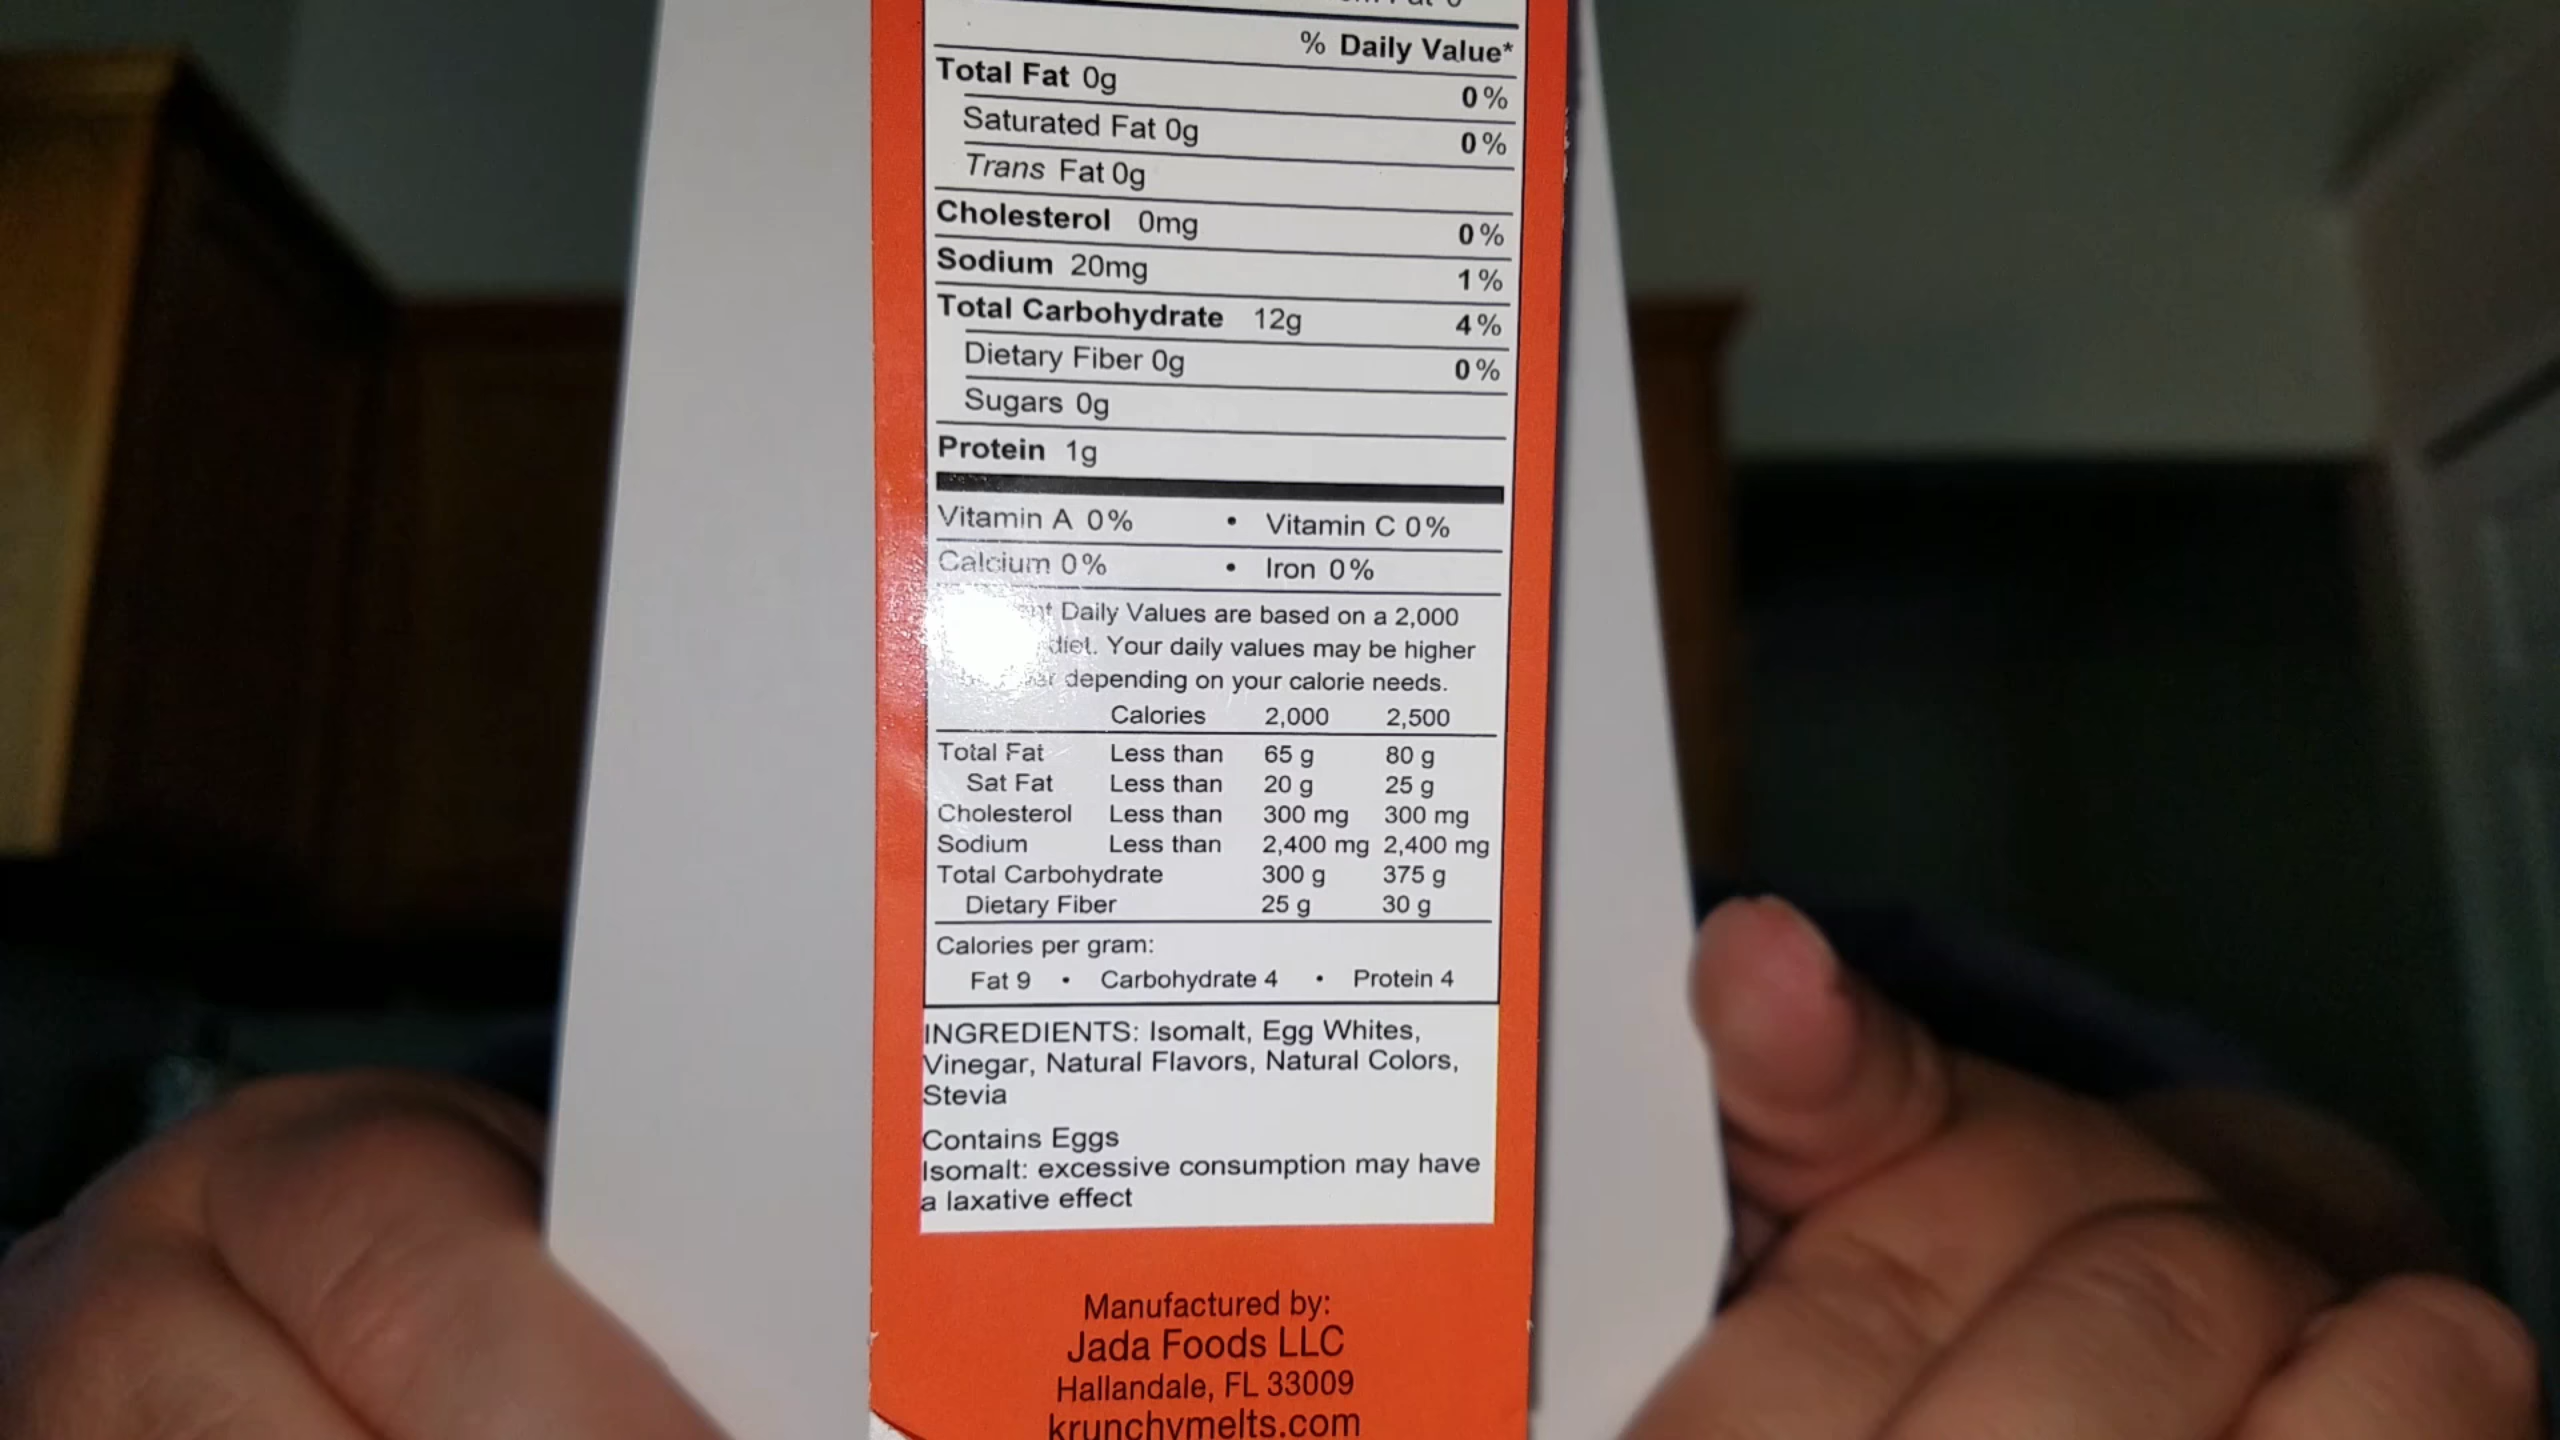 % Daily Value*
Total Fat 0g 0%
Saturated Fat 0g 0%
Trans Fat 0g
Cholesterol 0mg 0%
Sodium 20mg 1%
Total Carbohydrate 12g 4%
Dietary Fiber 0g 0%
Sugars 0g
Protein 1g
Vitamin A 0% • Vitamin C 0%
Calcium 0% • Iron 0%
Daily Values are based on a 2,000
diet. Your daily values may be higher
depending on your calorie needs.
Calories 2,000 2,500
Total Fat Less than 65 g 80 g
Sat Fat Less than 20 g 25 g
Cholesterol Less than 300 mg 300 mg
Sodium Less than 2,400 mg 2,400 mg
Total Carbohydrate 300 g 375 g
Dietary Fiber 25 g 30 g
Calories per gram:
Fat 9 • Carbohydrate 4 • Protein 4
INGREDIENTS: Isomalt, Egg Whites,
Vinegar, Natural Flavors, Natural Colors,
Stevia
Contains Eggs
Isomalt: excessive consumption may have
a laxative effect
Manufactured by:
Jada Foods LLC
Hallandale, FL 33009
krunchymelts.com